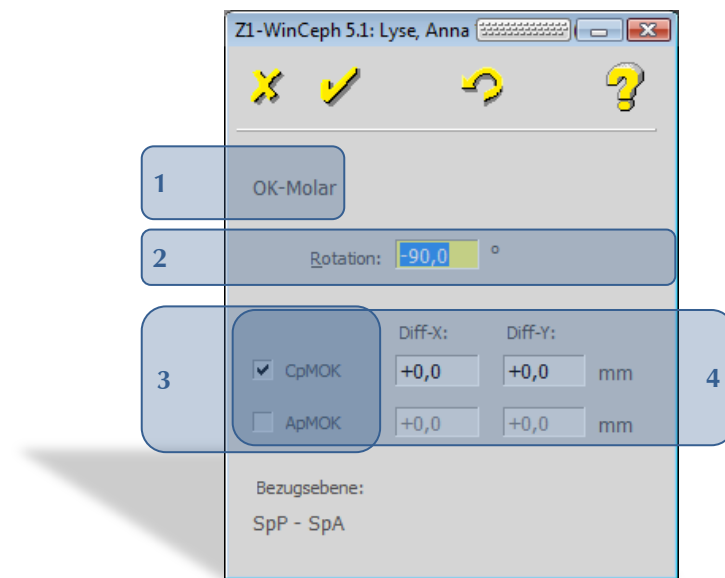 Z1-WinCeph 5.1: Lyse, Anna
1
OK-Molar
2
Rotation: -90,0 °
Diff-X: Diff-Y:
3
CpMOK +0,0 +0,0 mm
4
ApMOK +0,0 +0,0 mm
Bezugsebene:
SpP - SpA